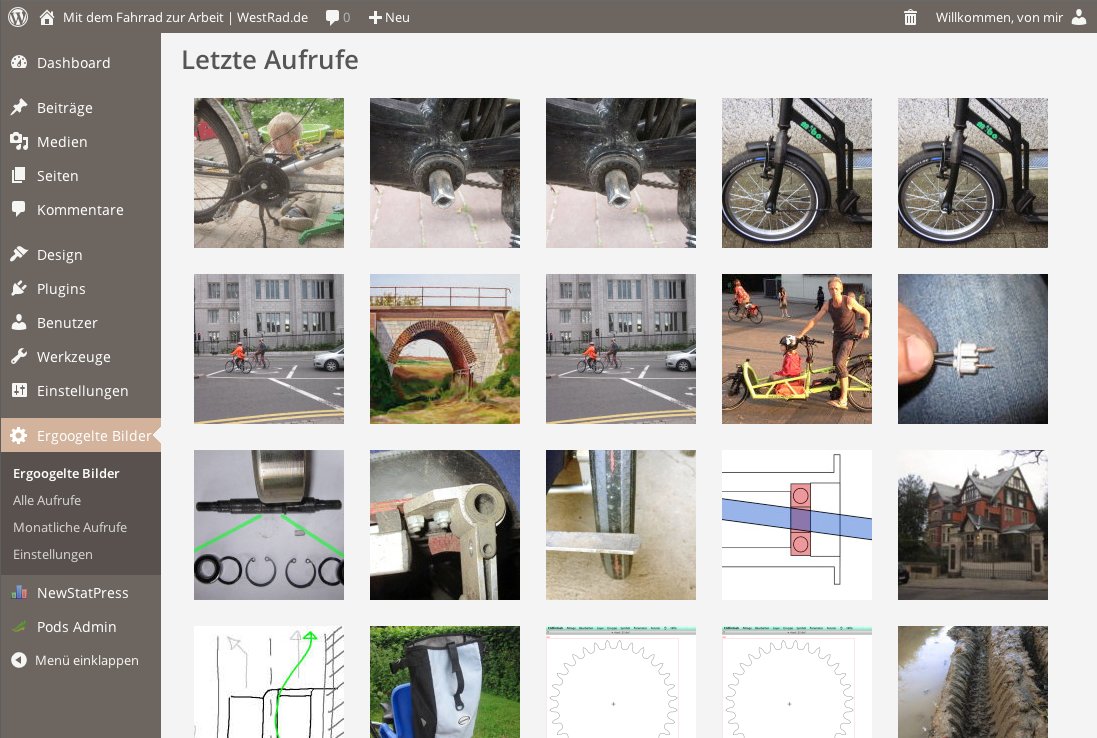 Mit dem Fahrrad zur Arbeit | WestRad.de
0
Neu
Willkommen, von mir
Dashboard
Beiträge
Medien
Seiten
Kommentare
Design
Plugins
Benutzer
Werkzeuge
Einstellungen
Ergoogelte Bilder
Ergoogelte Bilder
Alle Aufrufe
Monatliche Aufrufe
Einstellungen
NewStatPress
Pods Admin
Menü einklappen
Letzte Aufrufe